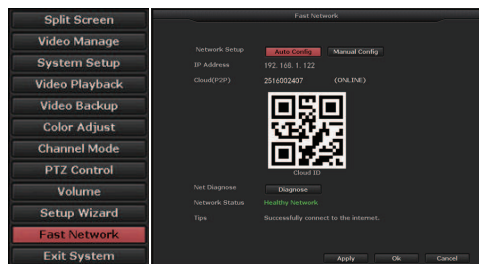 Split Screen
Video Manage
System Setup
Video Playback
Video Backup
Color Adjust
Channel Mode
PTZ Control
Volume
Setup Wizard
Fast Network
Exit System
Fast Network
Network Setup Auto Config Manual Config
IP Address 192. 168. 1. 122
Cloud(P2P) 2516002407 (ONLINE)
Cloud ID
Net Diagnose Diagnose
Network Status Healthy Network
Tips Successfully connect to the internet.
Apply Ok Cancel